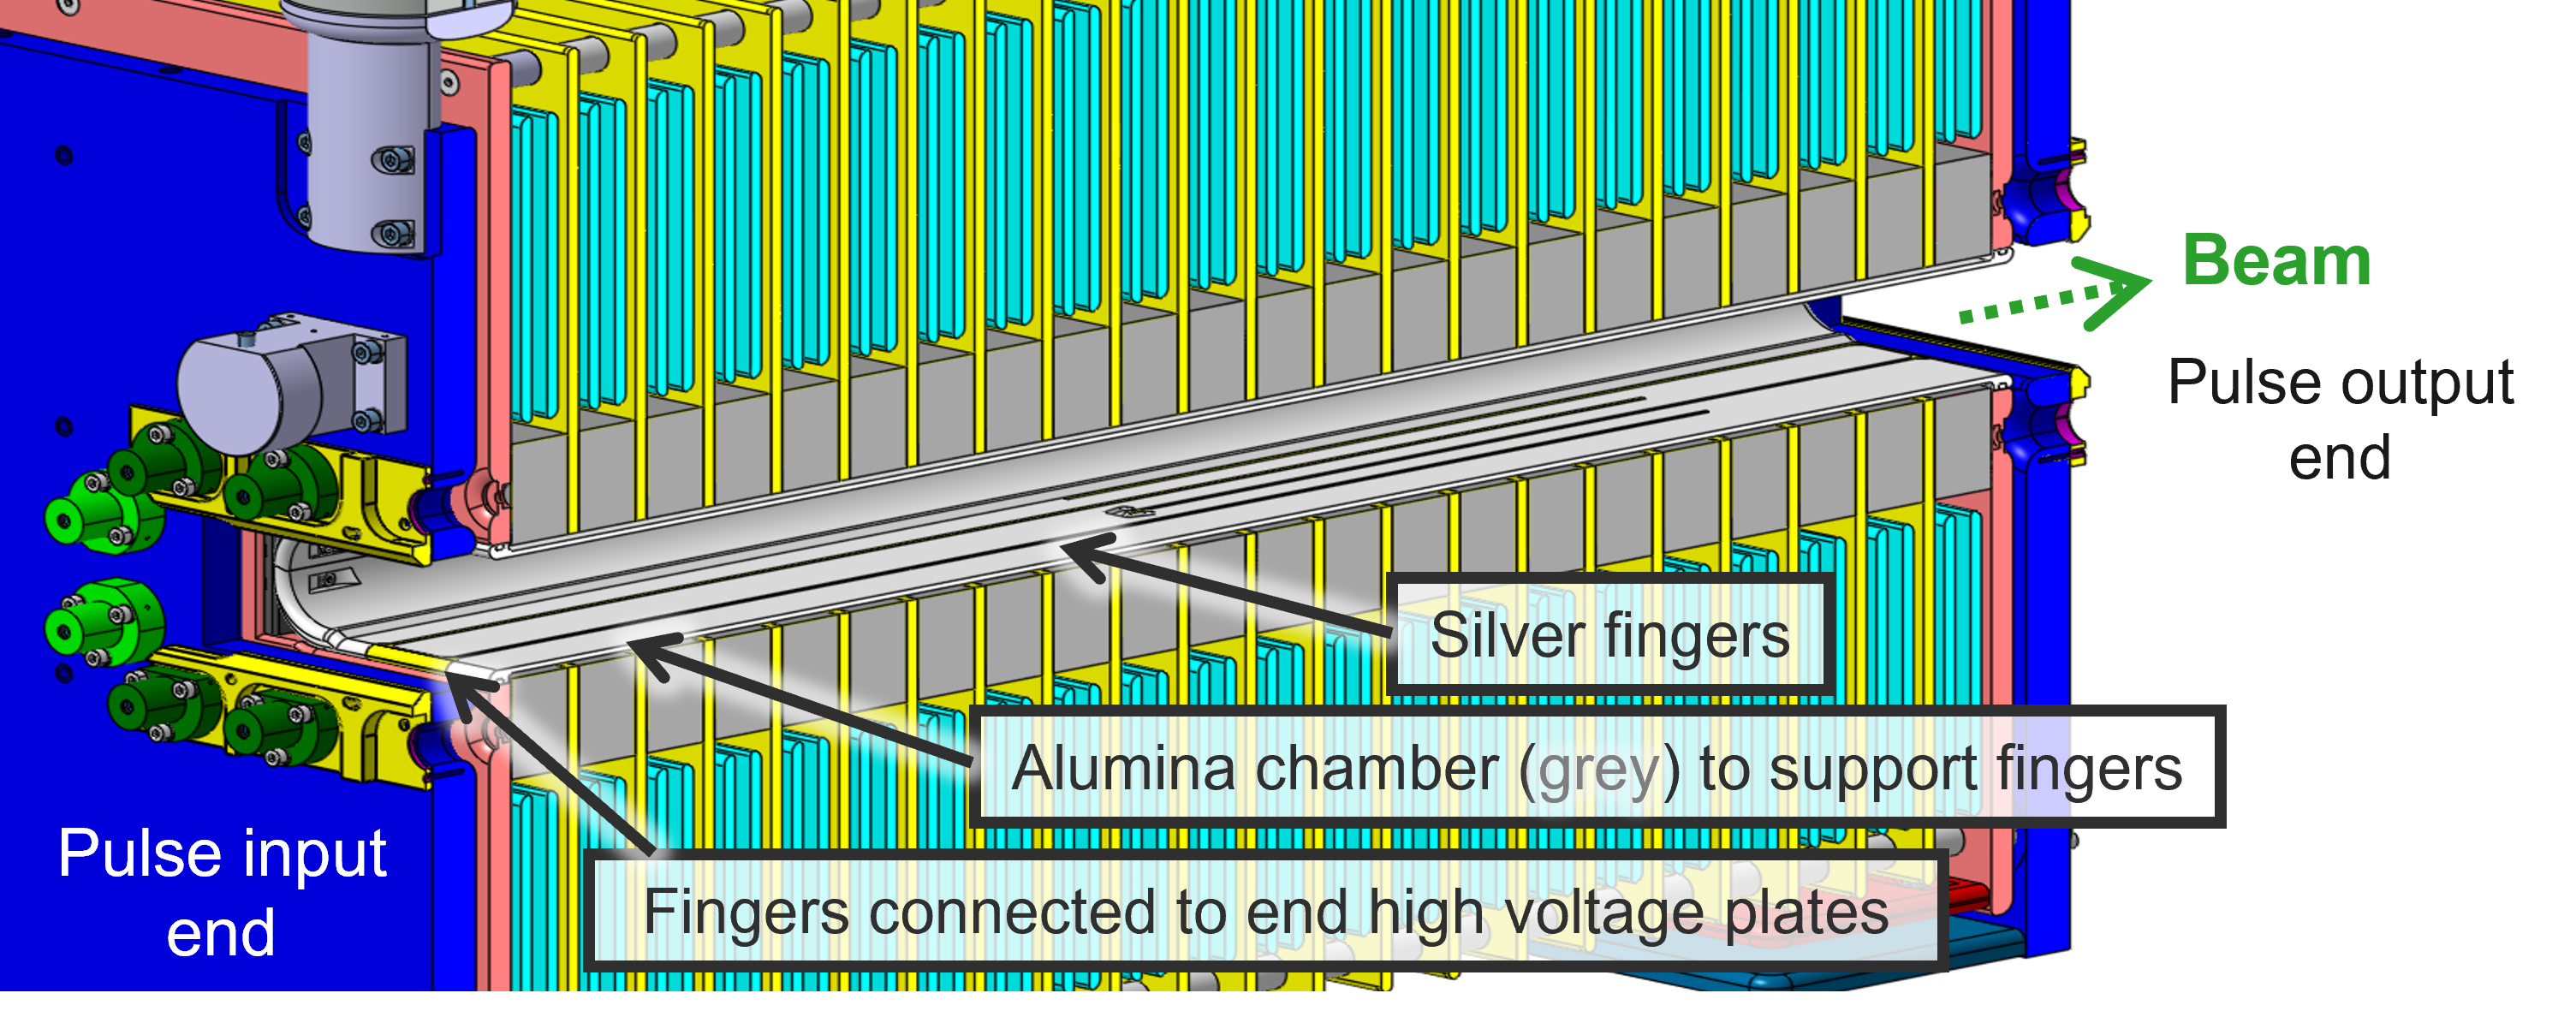 Beam
Pulse output
end
Silver fingers
Alumina chamber (grey) to support fingers
Fingers connected to end high voltage plates
Pulse input
end